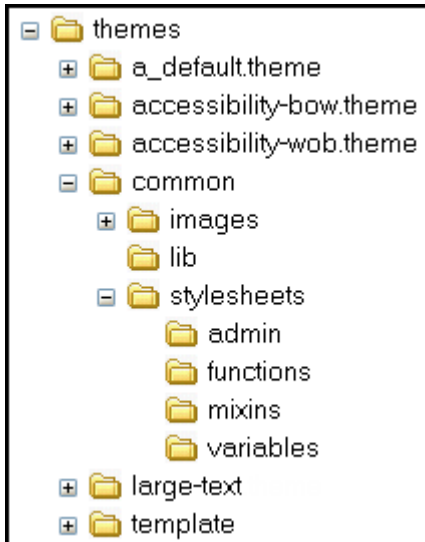 themes
a_default.theme
accessibility-bow.theme
accessibility-wob.theme
common
images
lib
stylesheets
admin
functions
mixins
variables
large-text
template